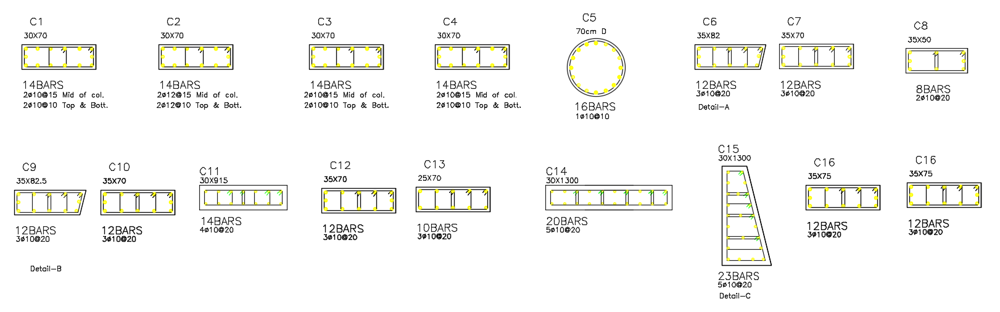 C1
30X70
14BARS
2ø10@15 Mid of col.
2ø10@10 Top & Bott.
C2
30X70
14BARS
2ø12@15 Mid of col.
2ø12@10 Top & Bott.
C3
30X70
14BARS
2ø10@15 Mid of col.
2ø10@10 Top & Bott.
C4
30X70
14BARS
2ø10@15 Mid of col.
2ø10@10 Top & Bott.
C5
70cm D
16BARS
1ø10@10
C6
35X82
12BARS
3ø10@20
Detail-A
C7
35X70
12BARS
3ø10@20
C8
35X50
8BARS
2ø10@20
C9
35X82.5
12BARS
3ø10@20
Detail-B
C10
35X70
12BARS
3ø10@20
C11
30X915
14BARS
4ø10@20
C12
35X70
12BARS
3ø10@20
C13
25X70
10BARS
3ø10@20
C14
30X1300
20BARS
5ø10@20
C15
30X1300
23BARS
5ø10@20
Detail-C
C16
35X75
12BARS
3ø10@20
C16
35X75
12BARS
3ø10@20